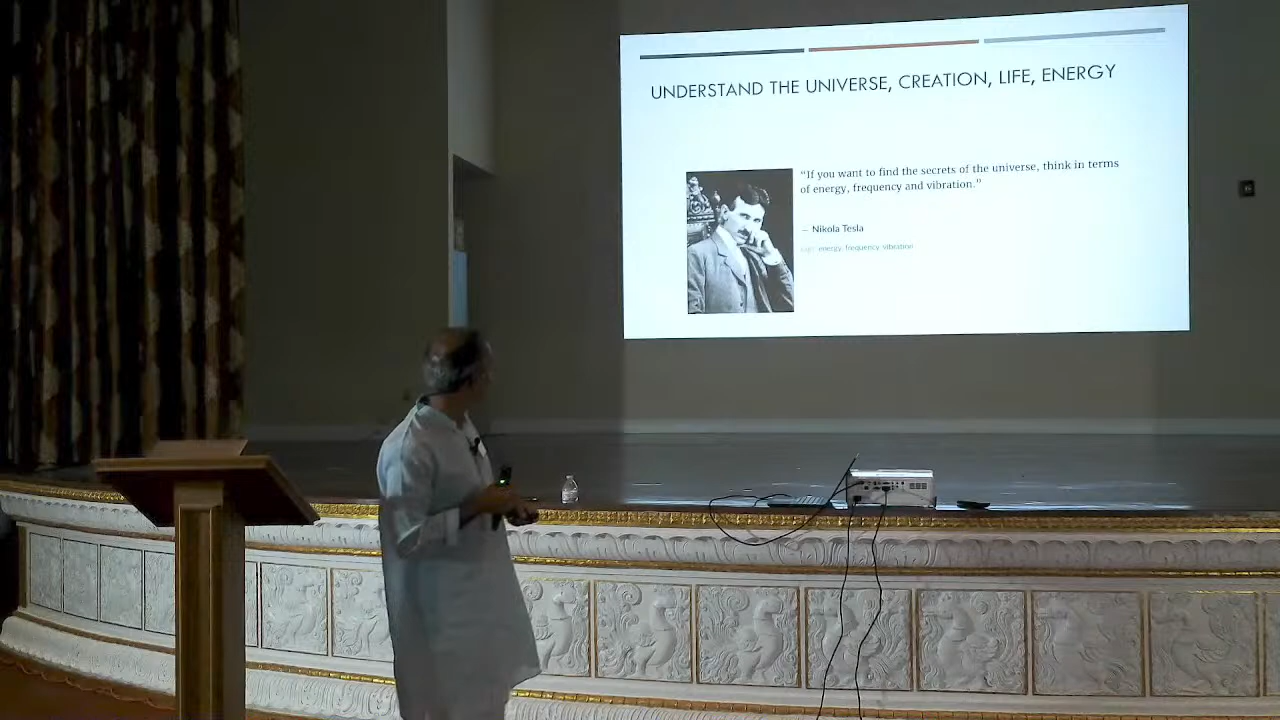 UNDERSTAND THE UNIVERSE, CREATION, LIFE, ENERGY
“If you want to find the secrets of the universe, think in terms
of energy, frequency and vibration.”
― Nikola Tesla
energy, frequency, vibration